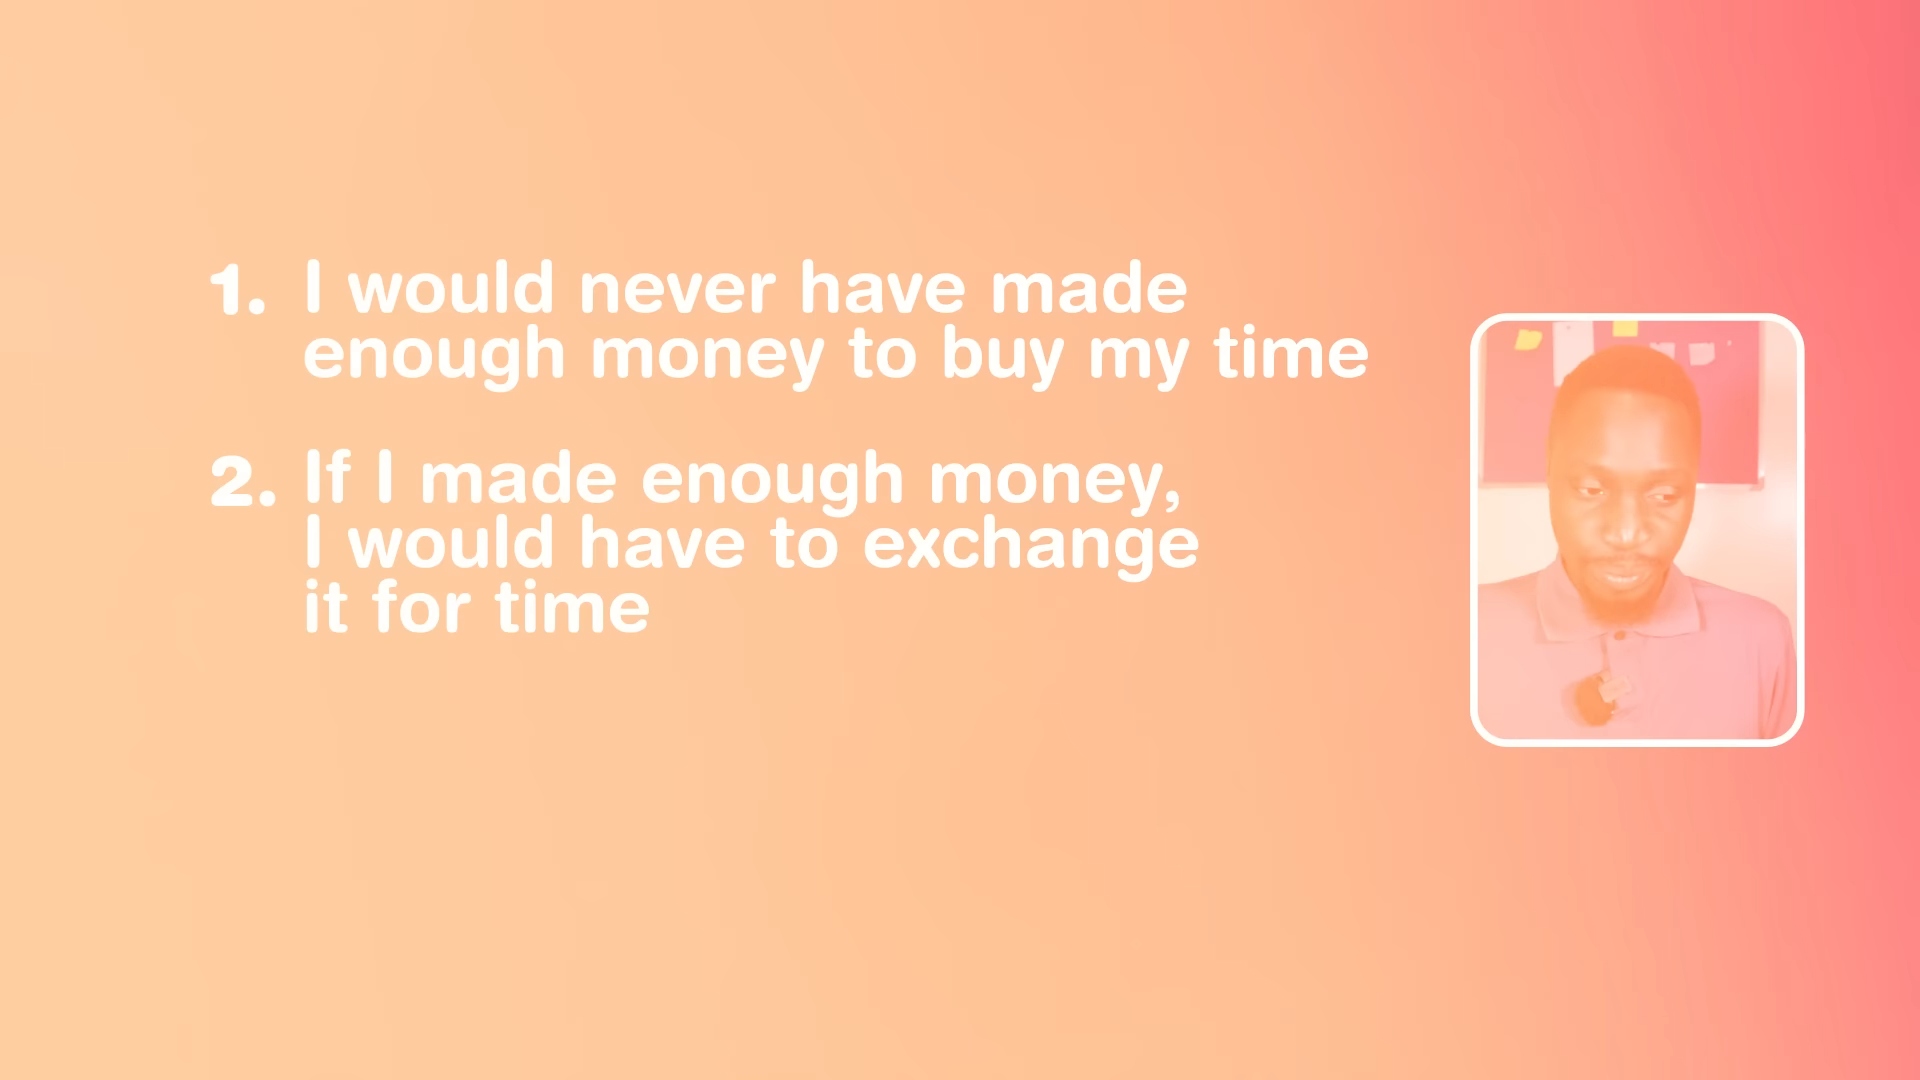 1. I would never have made
enough money to buy my time
2. If I made enough money,
I would have to exchange
it for time